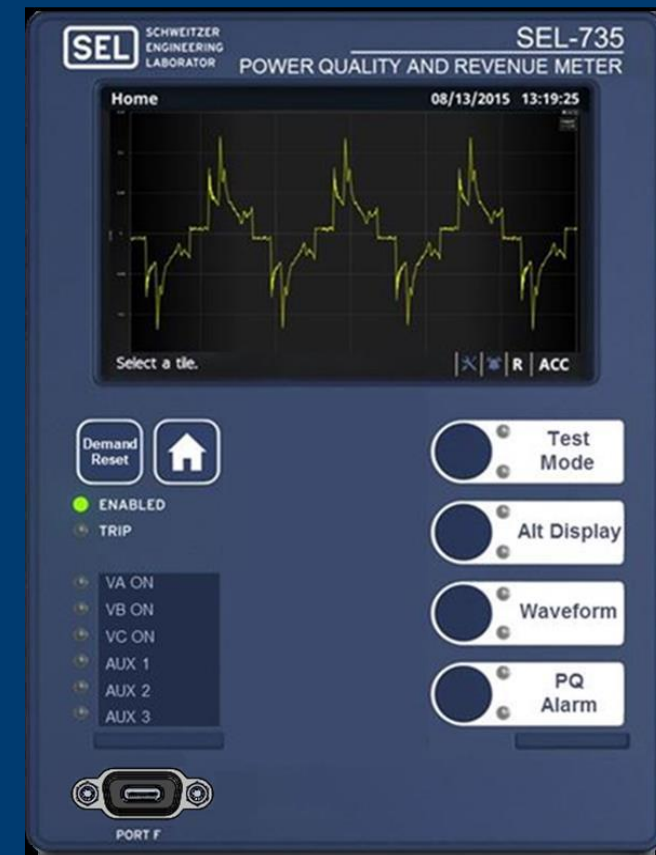 SEL
SCHWEITZER
ENGINEERING
LABORATOR
SEL-735
POWER QUALITY AND REVENUE METER
Home 08/13/2015 13:19:25
Select a tile. R ACC
Demand
Reset
ENABLED
TRIP
VA ON
VB ON
VC ON
AUX 1
AUX 2
AUX 3
Test
Mode
Alt Display
Waveform
PQ
Alarm
PORT F